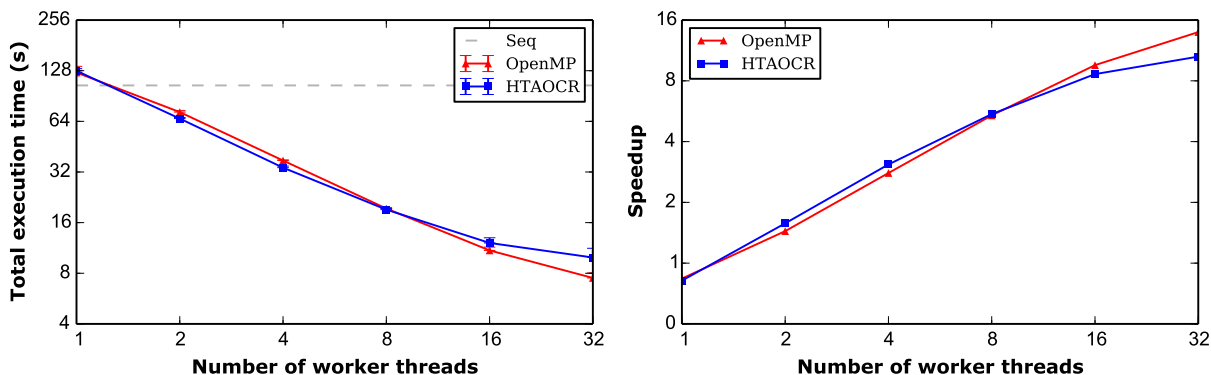 Total execution time (s)
256
128
64
32
16
8
4
Seq
OpenMP
HTAOCR
1 2 4 8 16 32
Number of worker threads
Speedup
16
8
4
2
1
0
OpenMP
HTAOCR
1 2 4 8 16 32
Number of worker threads